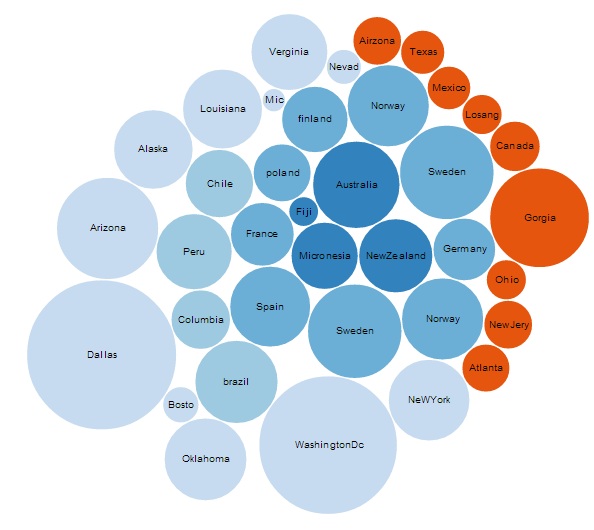 Verginia
Airzona
Texas
Nevad
Mexico
Mic
Norway
Louisiana
finland
Losang
Canada
Alaska
poland
Sweden
Chile
Australia
Fiji
Gorgia
Arizona
France
Peru
Micronesia
NewZealand
Germany
Ohio
Spain
Columbia
Norway
NewJery
Sweden
Dallas
Atlanta
brazil
NeWYork
Bosto
WashingtonDc
Oklahoma